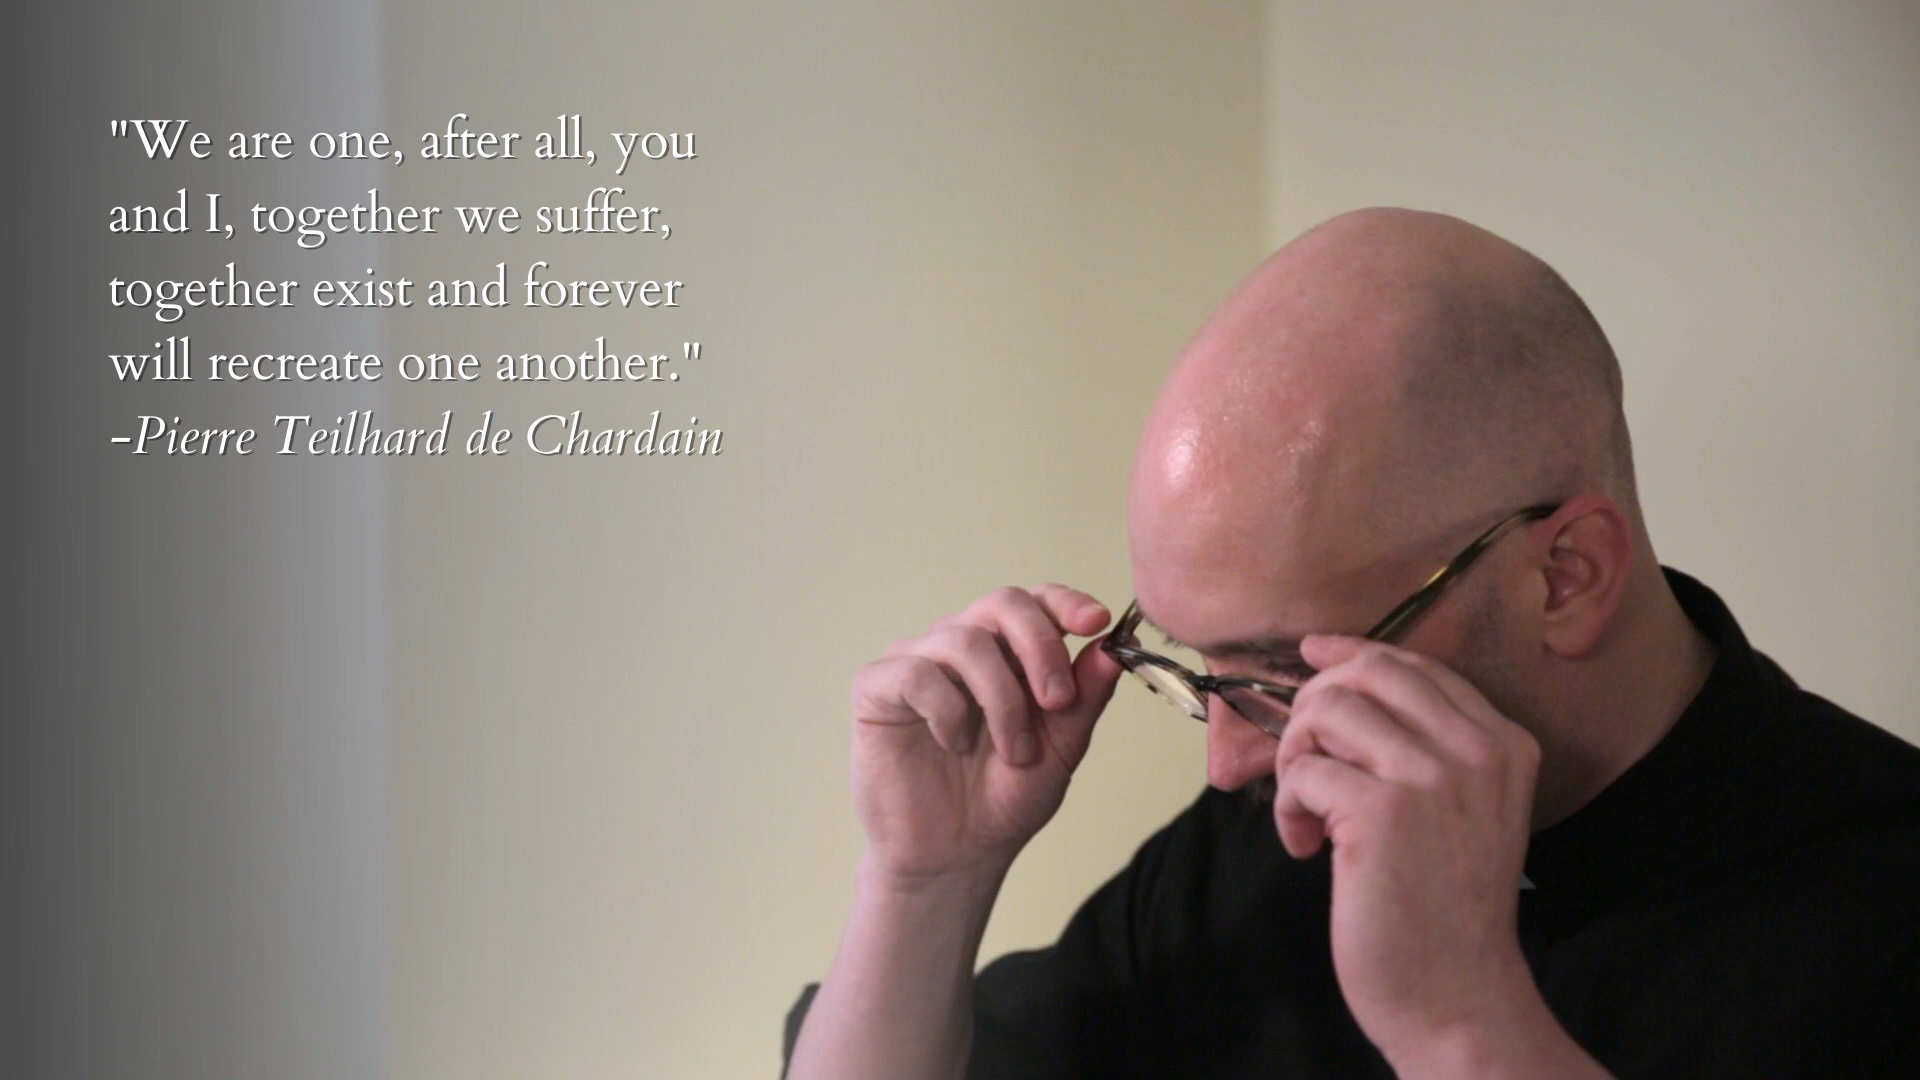 "We are one, after all, you
and I, together we suffer,
together exist and forever
will recreate one another."
-Pierre Teilhard de Chardain